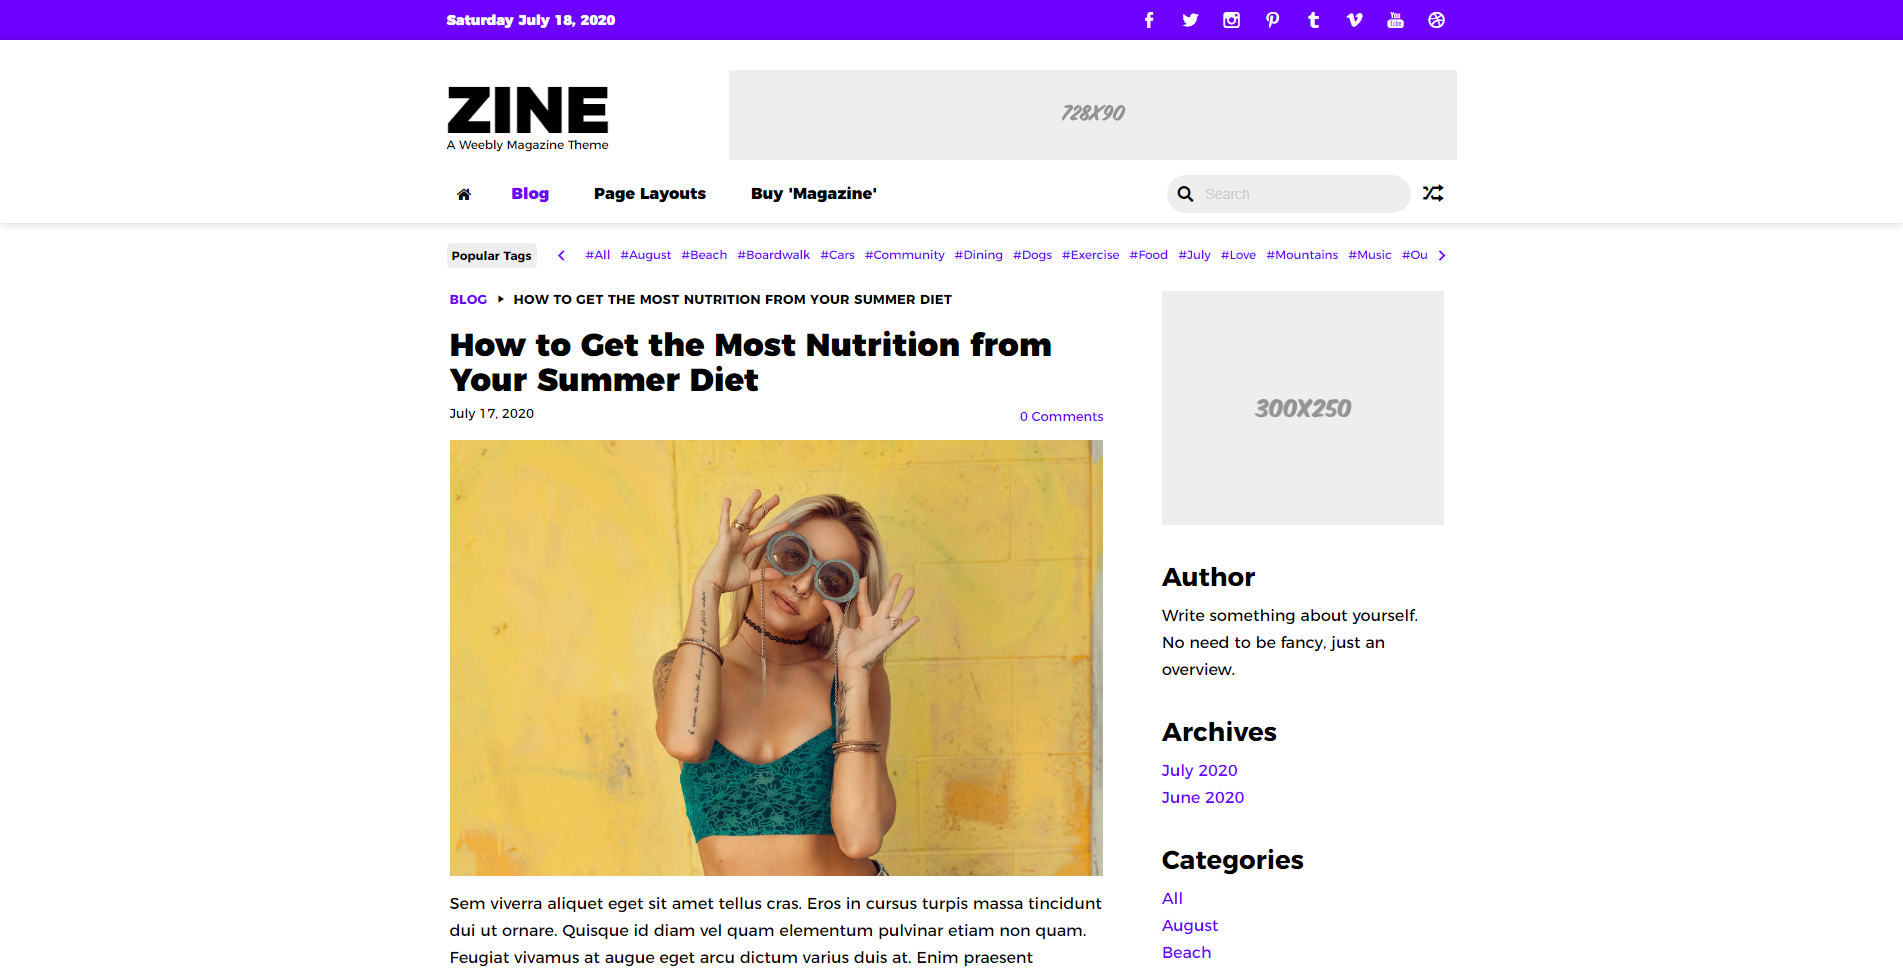 Saturday July 18, 2020
ZINE
A Weebly Magazine Theme
728X90
Blog Page Layouts Buy 'Magazine' Search
Popular Tags #All #August #Beach #Boardwalk #Cars #Community #Dining #Dogs #Exercise #Food #July #Love #Mountains #Music #Ou
BLOG HOW TO GET THE MOST NUTRITION FROM YOUR SUMMER DIET
How to Get the Most Nutrition from
Your Summer Diet
July 17, 2020 0 Comments
Sem viverra aliquet eget sit amet tellus cras. Eros in cursus turpis massa tincidunt
dui ut ornare. Quisque id diam vel quam elementum pulvinar etiam non quam.
Feugiat vivamus at augue eget arcu dictum varius duis at. Enim praesent
300X250
Author
Write something about yourself.
No need to be fancy, just an
overview.
Archives
July 2020
June 2020
Categories
All
August
Beach